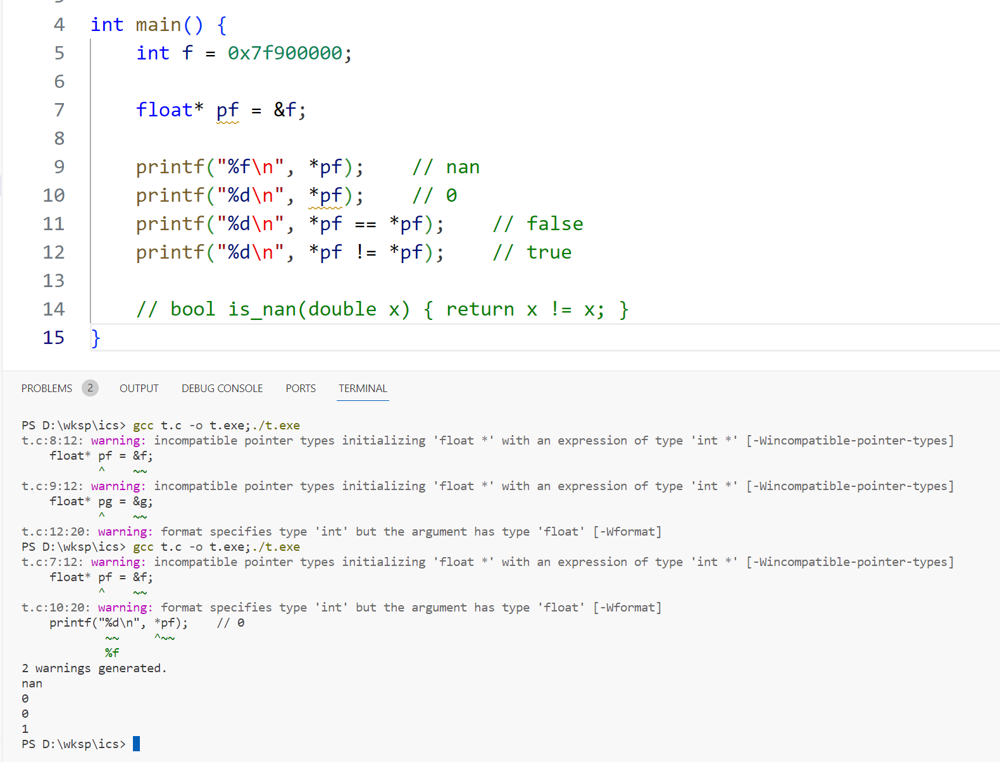 4 int main() {
5 int f = 0x7f900000;
6
7 float* pf = &f;
8
9 printf("%f\n", *pf); // nan
10 printf("%d\n", *pf); // 0
11 printf("%d\n", *pf == *pf); // false
12 printf("%d\n", *pf != *pf); // true
13
14 // bool is_nan(double x) { return x != x; }
15 }
PROBLEMS 2 OUTPUT DEBUG CONSOLE PORTS TERMINAL
PS D:\wksp\ics> gcc t.c -o t.exe;./t.exe
t.c:8:12: warning: incompatible pointer types initializing 'float *' with an expression of type 'int *' [-Wincompatible-pointer-types]
float* pf = &f;
^ ~~
t.c:9:12: warning: incompatible pointer types initializing 'float *' with an expression of type 'int *' [-Wincompatible-pointer-types]
float* pg = &g;
^ ~~
t.c:12:20: warning: format specifies type 'int' but the argument has type 'float' [-Wformat]
PS D:\wksp\ics> gcc t.c -o t.exe;./t.exe
t.c:7:12: warning: incompatible pointer types initializing 'float *' with an expression of type 'int *' [-Wincompatible-pointer-types]
float* pf = &f;
^ ~~
t.c:10:20: warning: format specifies type 'int' but the argument has type 'float' [-Wformat]
printf("%d\n", *pf); // 0
~~ ^~~
%f
2 warnings generated.
nan
0
0
1
PS D:\wksp\ics>